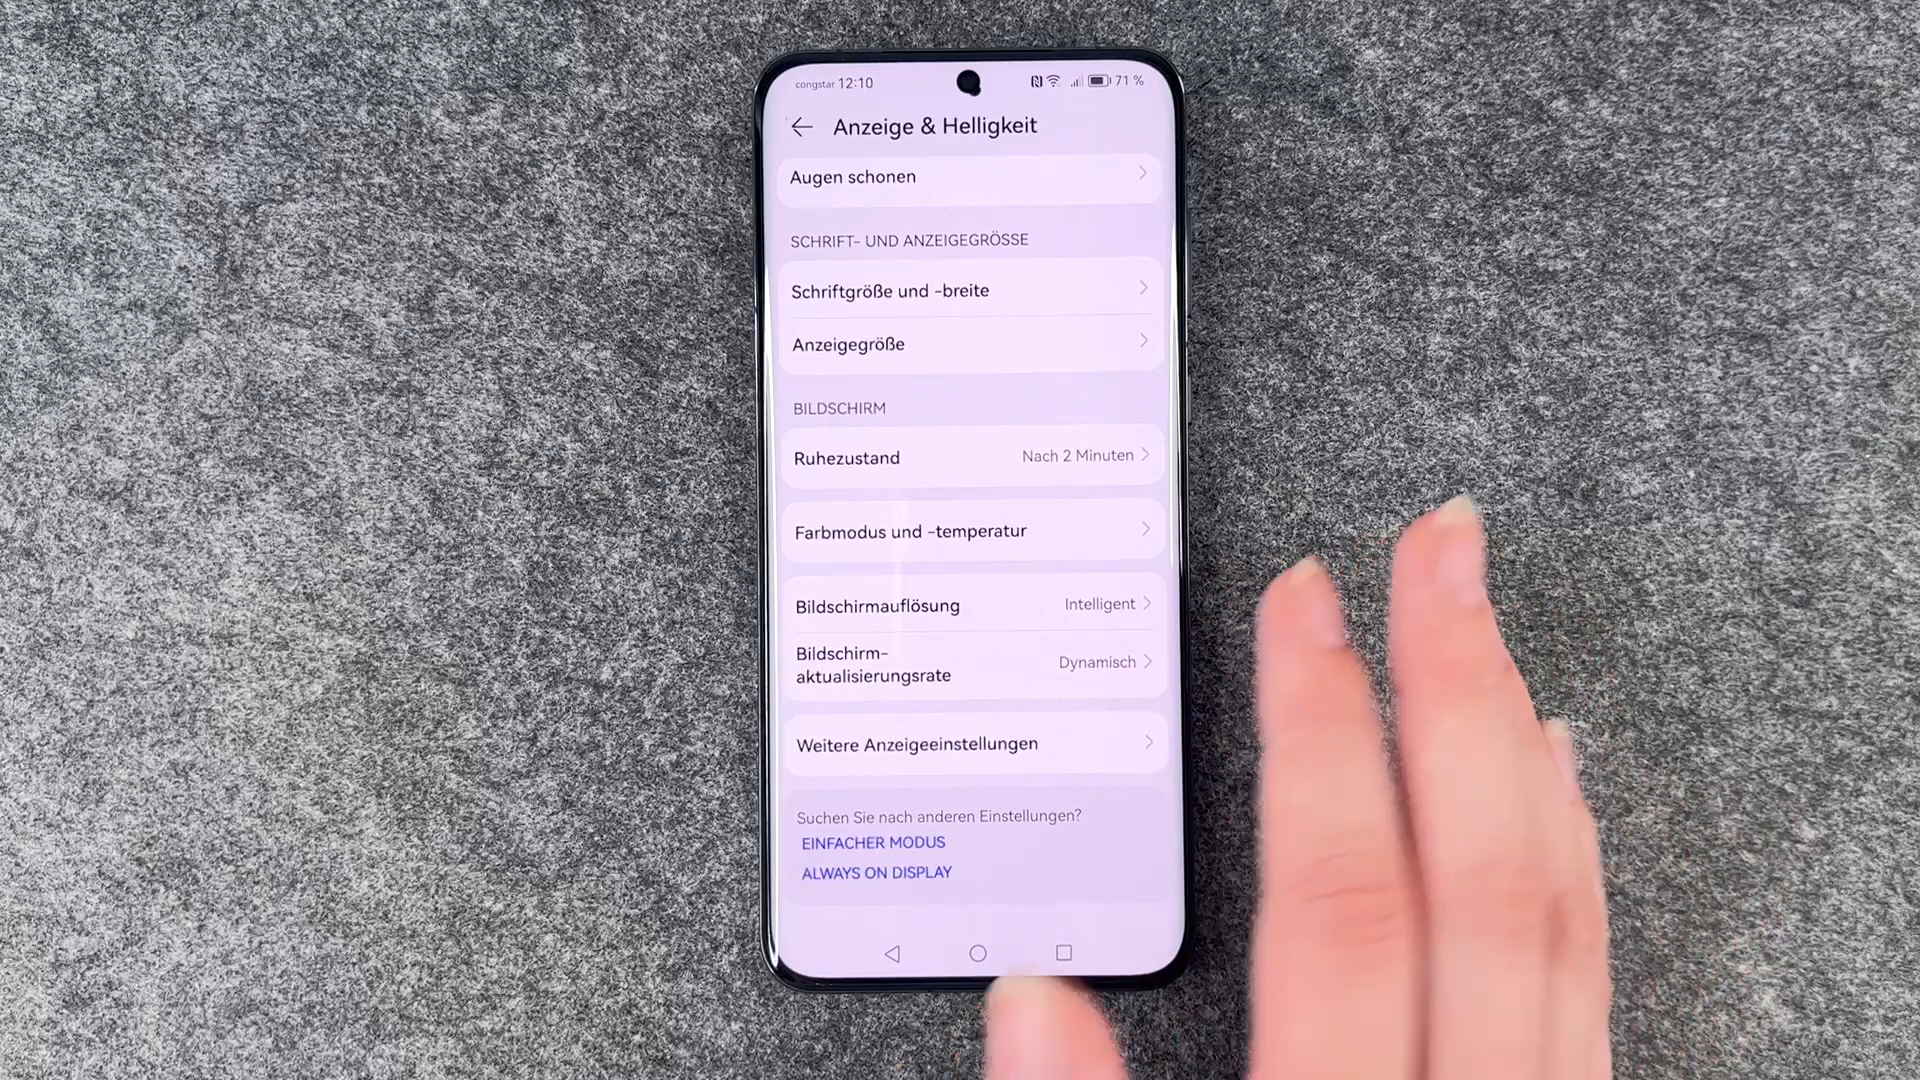 congstar 12:10 71 %
Anzeige & Helligkeit
Augen schonen
SCHRIFT- UND ANZEIGEGRÖSSE
Schriftgröße und -breite
Anzeigegröße
BILDSCHIRM
Ruhezustand Nach 2 Minuten
Farbmodus und -temperatur
Bildschirmauflösung Intelligent
Bildschirm-
aktualisierungsrate Dynamisch
Weitere Anzeigeeinstellungen
Suchen Sie nach anderen Einstellungen?
EINFACHER MODUS
ALWAYS ON DISPLAY